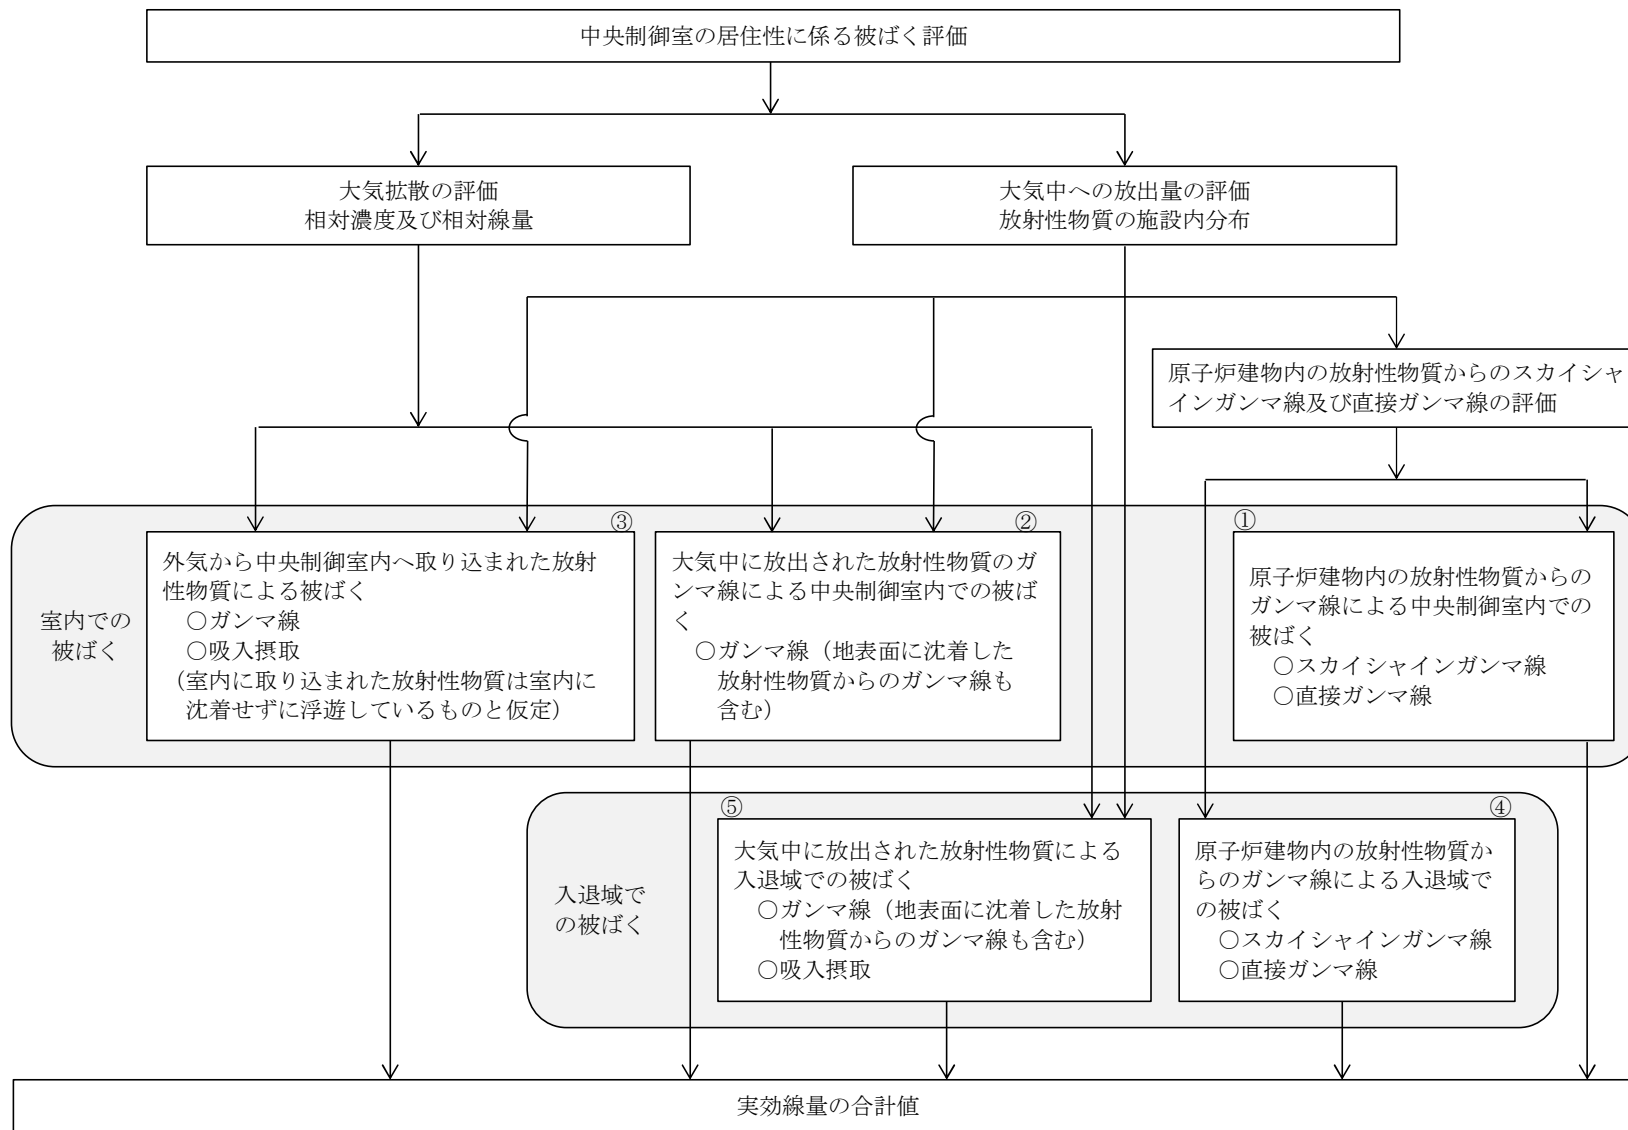 中央制御室の居住性に係る被ばく評価
大気拡散の評価
相対濃度及び相対線量
大気中への放出量の評価
放射性物質の施設内分布
原子炉建物内の放射性物質からのスカイシャ
インガンマ線及び直接ガンマ線の評価
室内での
被ばく
③
外気から中央制御室内へ取り込まれた放射
性物質による被ばく
○ガンマ線
○吸入摂取
（室内に取り込まれた放射性物質は室内に
沈着せずに浮遊しているものと仮定）
②
大気中に放出された放射性物質のガ
ンマ線による中央制御室内での被ば
く
○ガンマ線（地表面に沈着した
放射性物質からのガンマ線も
含む）
①
原子炉建物内の放射性物質からの
ガンマ線による中央制御室内での
被ばく
○スカイシャインガンマ線
○直接ガンマ線
入退域で
の被ばく
⑤
大気中に放出された放射性物質による
入退域での被ばく
○ガンマ線（地表面に沈着した放射
性物質からのガンマ線も含む）
○吸入摂取
④
原子炉建物内の放射性物質か
らのガンマ線による入退域で
の被ばく
○スカイシャインガンマ線
○直接ガンマ線
実効線量の合計値